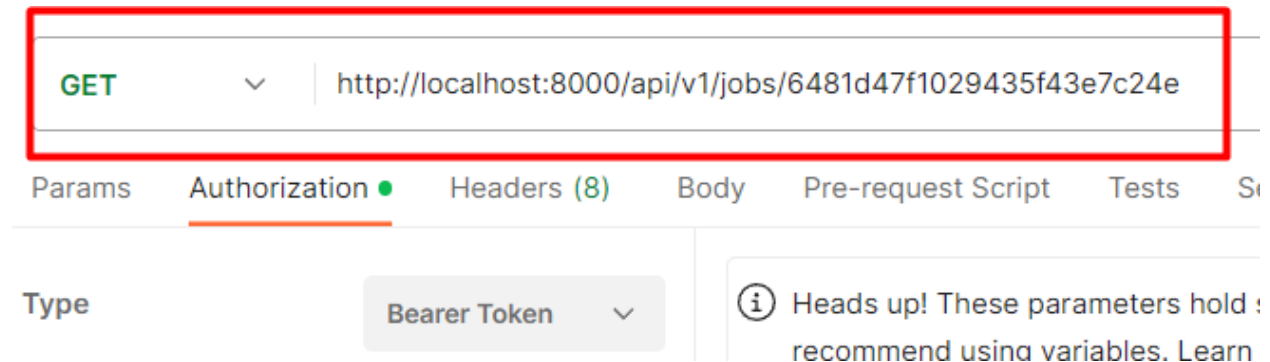 GET http://localhost:8000/api/v1/jobs/6481d47f1029435f43e7c24e
Params Authorization Headers (8) Body Pre-request Script Tests
Type Bearer Token Heads up! These parameters hold
recommend using variables. Learn